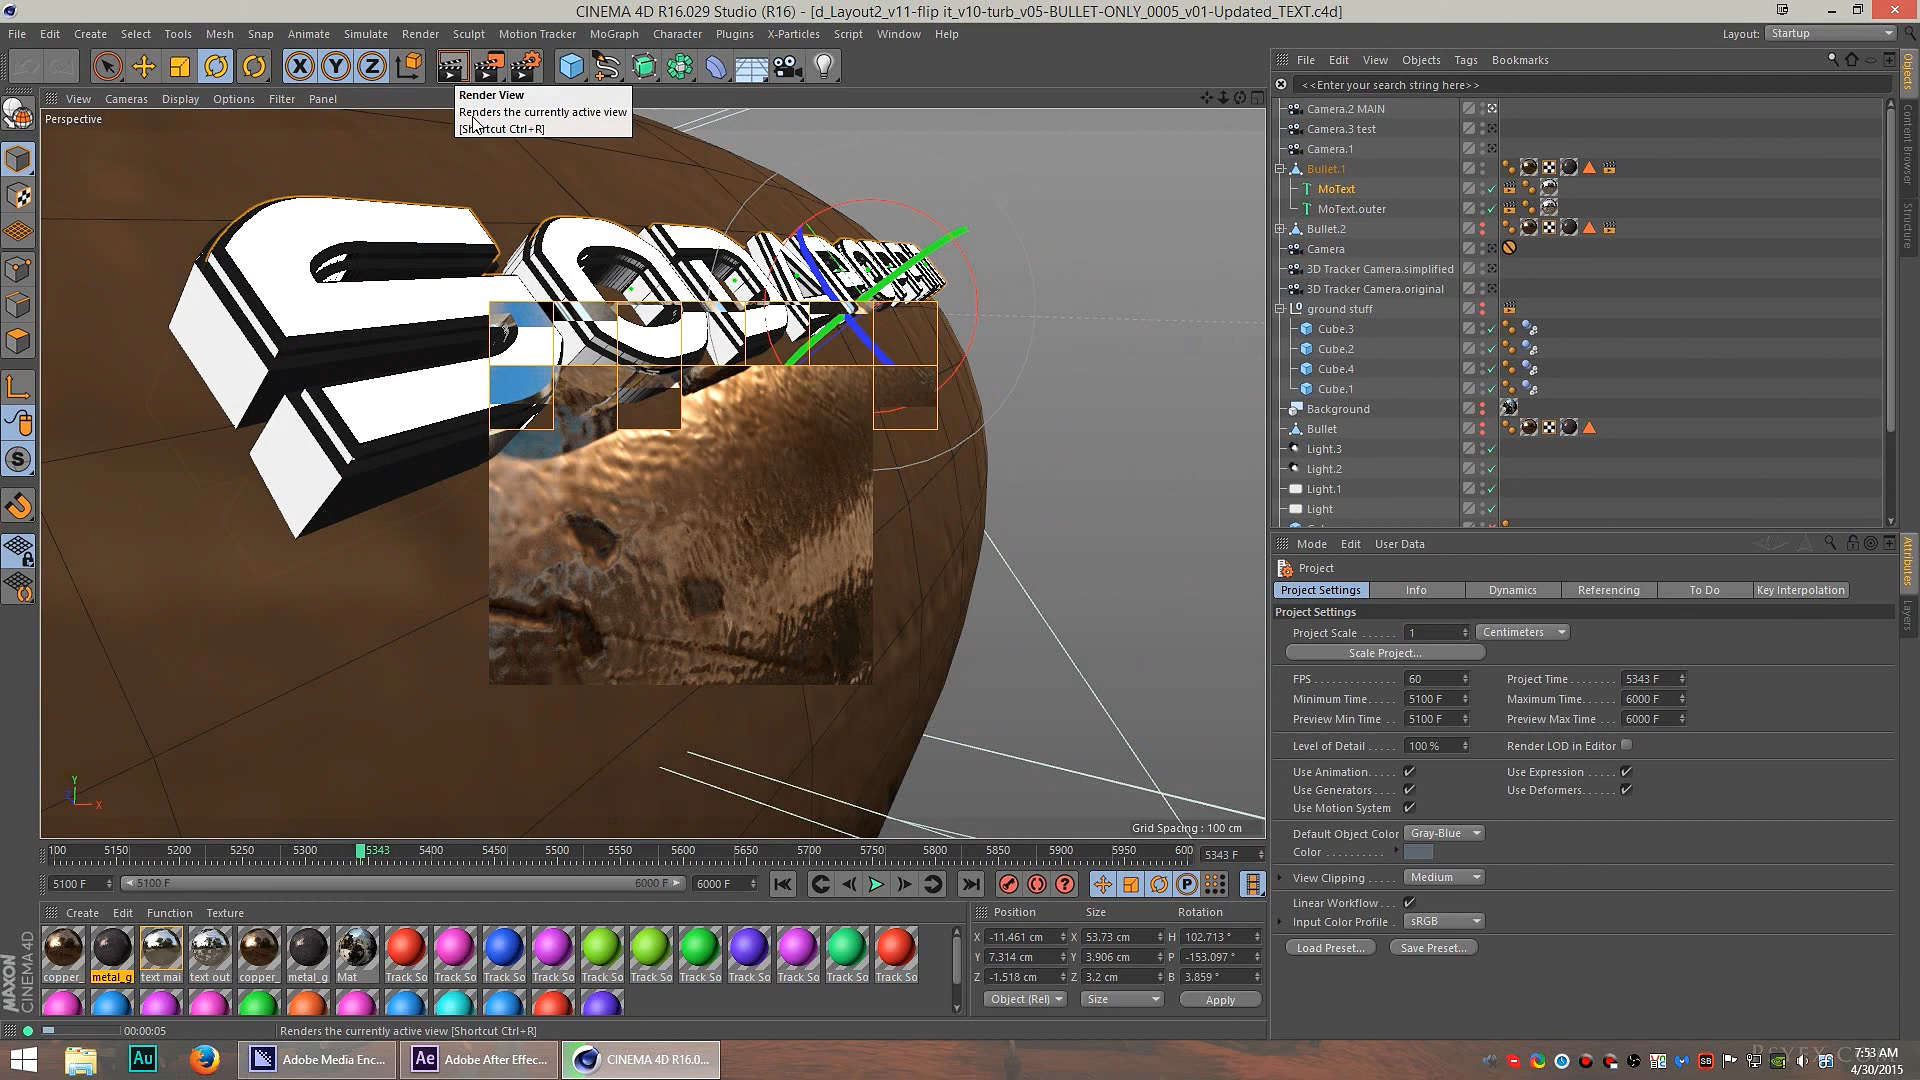 CINEMA 4D R16.029 Studio (R16) - [d_Layout2_v11-flip it_v10-turb_v05-BULLET-ONLY_0005_v01-Updated_TEXT.c4d]
File Edit Create Select Tools Mesh Snap Animate Simulate Render Sculpt Motion Tracker MoGraph Character Plugins X-Particles Script Window Help
Layout: Startup
View Cameras Display Options Filter Panel
Perspective
Render View
Renders the currently active view
[Shortcut Ctrl+R]
Grid Spacing : 100 cm
Y
Z
X
File Edit View Objects Tags Bookmarks
<<Enter your search string here>>
Camera.2 MAIN
Camera.3 test
Camera.1
Bullet.1
MoText
MoText.outer
Bullet.2
Camera
3D Tracker Camera.simplified
3D Tracker Camera.original
ground stuff
Cube.3
Cube.2
Cube.4
Cube.1
Background
Bullet
Light.3
Light.2
Light.1
Light
Objects
Content Browser
Structure
Mode Edit User Data
Project
Project Settings Info Dynamics Referencing To Do Key Interpolation
Project Settings
Project Scale . . . . . . 1 Centimeters
Scale Project...
FPS . . . . . . . . . . . . . 60 Project Time . . . . . . . 5343 F
Minimum Time. . . . . 5100 F Maximum Time. . . . . 6000 F
Preview Min Time . . 5100 F Preview Max Time . . . 6000 F
Level of Detail . . . . . 100 % Render LOD in Editor
Use Animation. . . . . Use Expression . . . . .
Use Generators . . . . Use Deformers. . . . . .
Use Motion System
Default Object Color Gray-Blue
Color . . . . . . . . . .
View Clipping . . . . . Medium
Linear Workflow . . .
Input Color Profile . sRGB
Load Preset... Save Preset...
Attributes
Layers
100 5150 5200 5250 5300 5343 5400 5450 5500 5550 5600 5650 5700 5750 5800 5850 5900 5950 600 5343 F
5100 F 5100 F 6000 F 6000 F
Create Edit Function Texture
copper_ metal_g text mai text out copper_ metal_g Mat Track So Track So Track So Track So Track So Track So Track So Track So Track So Track So Track So
MAXON
CINEMA 4D
Position Size Rotation
X -11.461 cm X 53.73 cm H 102.713 °
Y 7.314 cm Y 3.906 cm P -153.097 °
Z -1.518 cm Z 3.2 cm B 3.859 °
Object (Rel) Size Apply
00:00:05 Renders the currently active view [Shortcut Ctrl+R]
Au
Adobe Media Enc...
Ae Adobe After Effec...
CINEMA 4D R16.0...
7:53 AM
4/30/2015